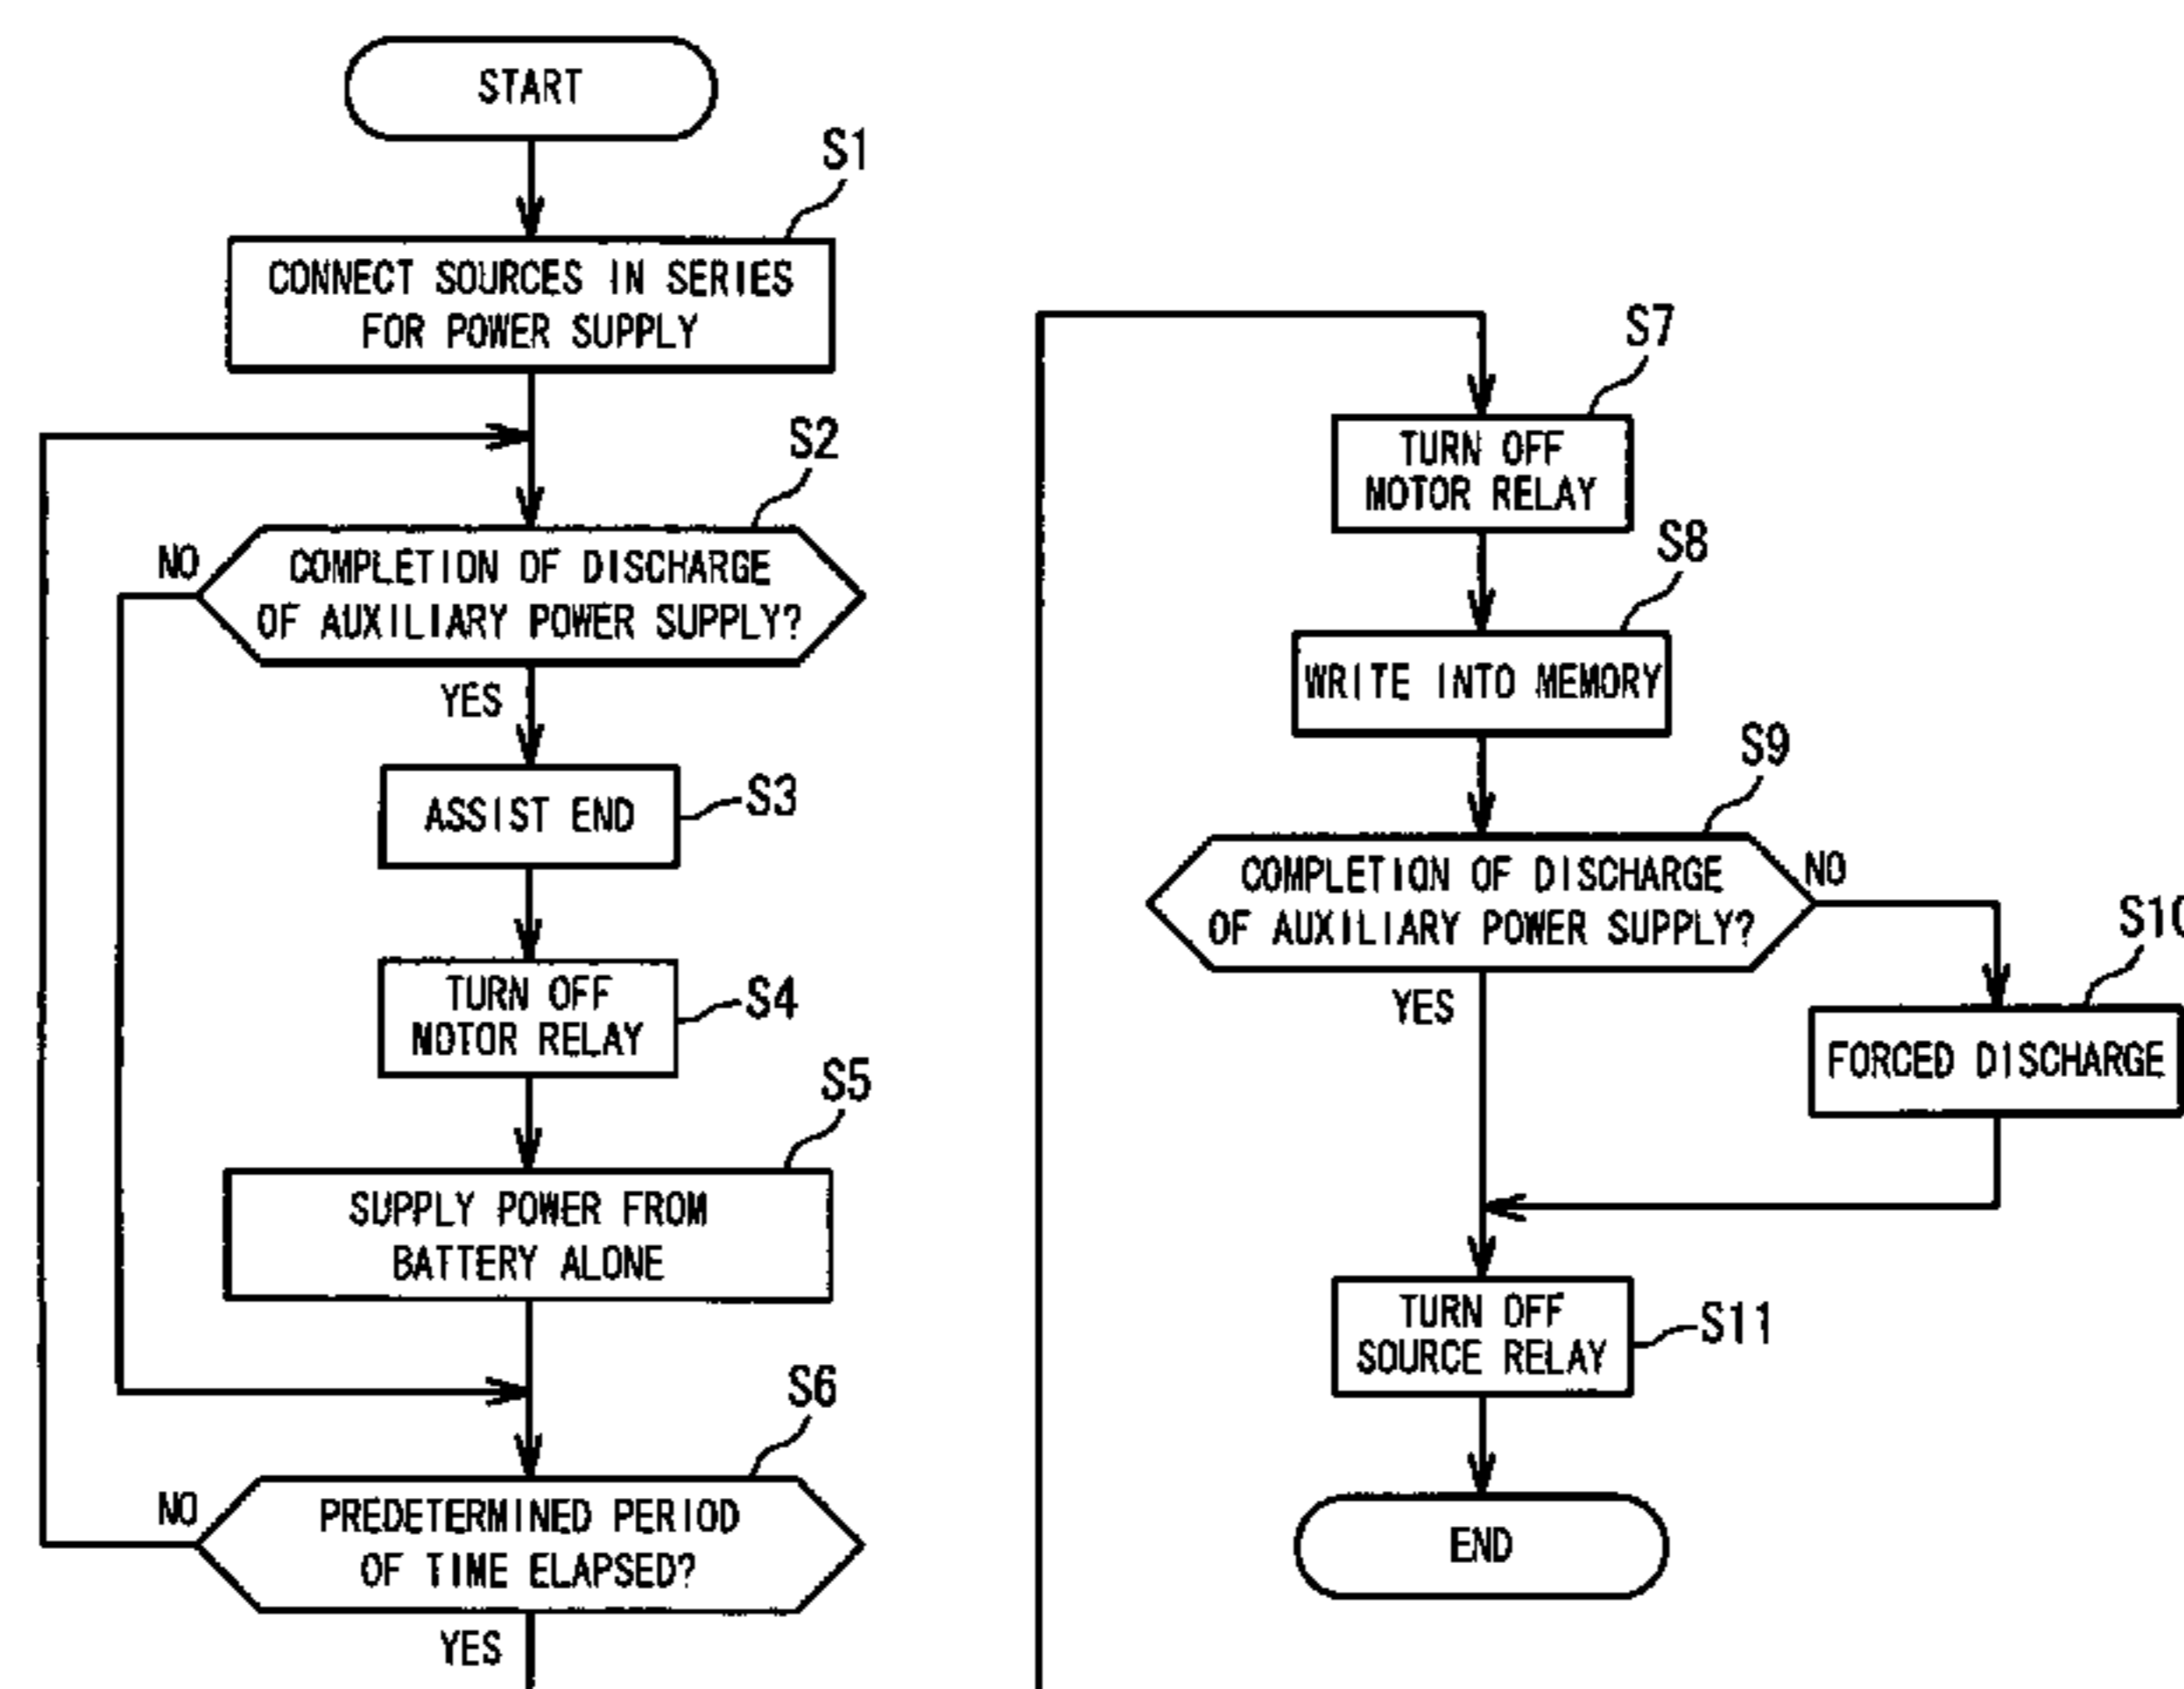 START
S1
CONNECT SOURCES IN SERIES
FOR POWER SUPPLY
S2
NO
COMPLETION OF DISCHARGE
OF AUXILIARY POWER SUPPLY?
YES
ASSIST END
S3
TURN OFF
MOTOR RELAY
S4
S5
SUPPLY POWER FROM
BATTERY ALONE
S6
NO
PREDETERMINED PERIOD
OF TIME ELAPSED?
YES
S7
TURN OFF
MOTOR RELAY
S8
WRITE INTO MEMORY
S9
COMPLETION OF DISCHARGE
OF AUXILIARY POWER SUPPLY?
NO
YES
S10
FORCED DISCHARGE
TURN OFF
SOURCE RELAY
S11
END